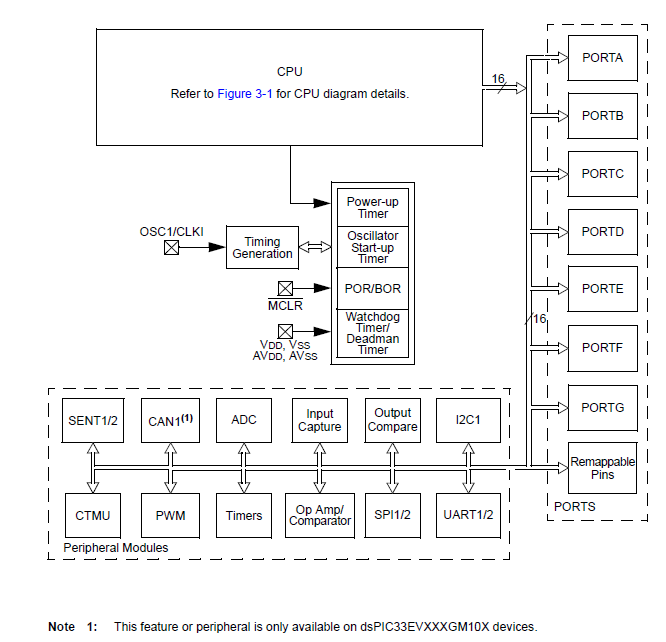 CPU
Refer to Figure 3-1 for CPU diagram details.
16
PORTA
PORTB
PORTC
PORTD
PORTE
16
PORTF
PORTG
Remappable
Pins
PORTS
Power-up
Timer
OSC1/CLKI
Timing
Generation
Oscillator
Start-up
Timer
MCLR
POR/BOR
VDD, VSS
AVDD, AVSS
Watchdog
Timer/
Deadman
Timer
SENT1/2
CAN1(1)
ADC
Input
Capture
Output
Compare
I2C1
CTMU
PWM
Timers
Op Amp/
Comparator
SPI1/2
UART1/2
Peripheral Modules
Note 1: This feature or peripheral is only available on dsPIC33EVXXXGM10X devices.